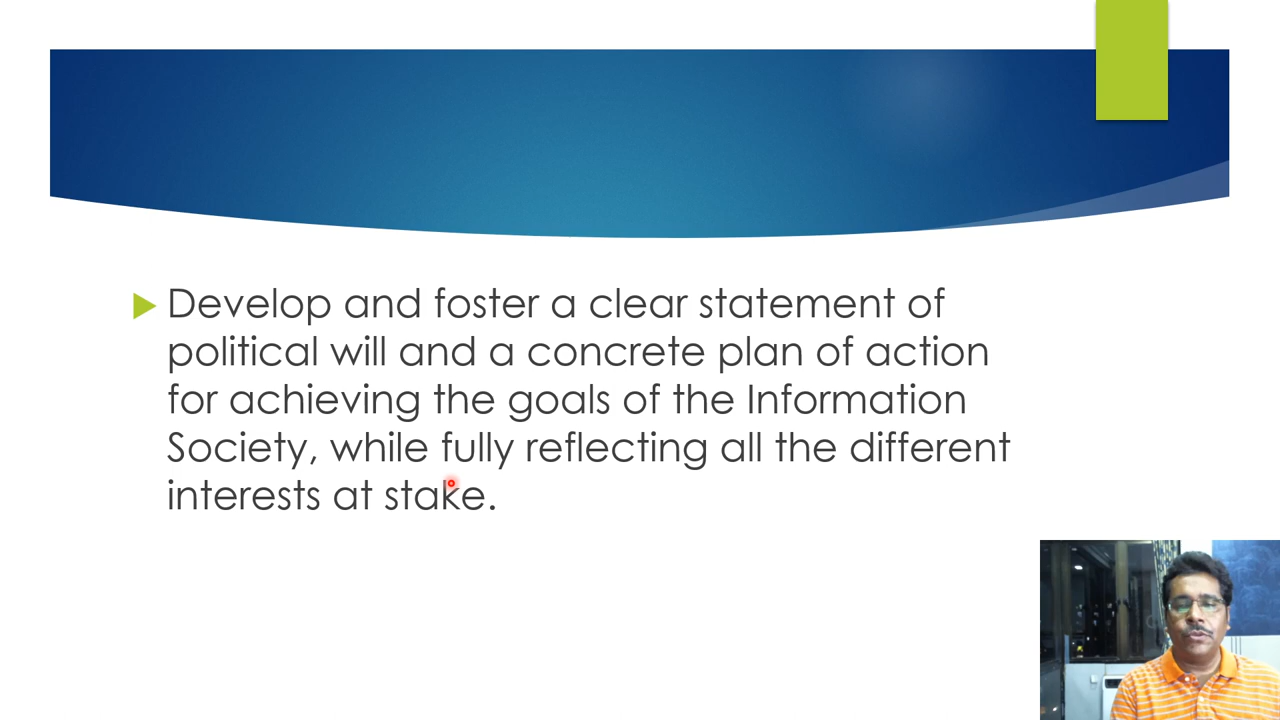 Develop and foster a clear statement of
political will and a concrete plan of action
for achieving the goals of the Information
Society, while fully reflecting all the different
interests at stake.